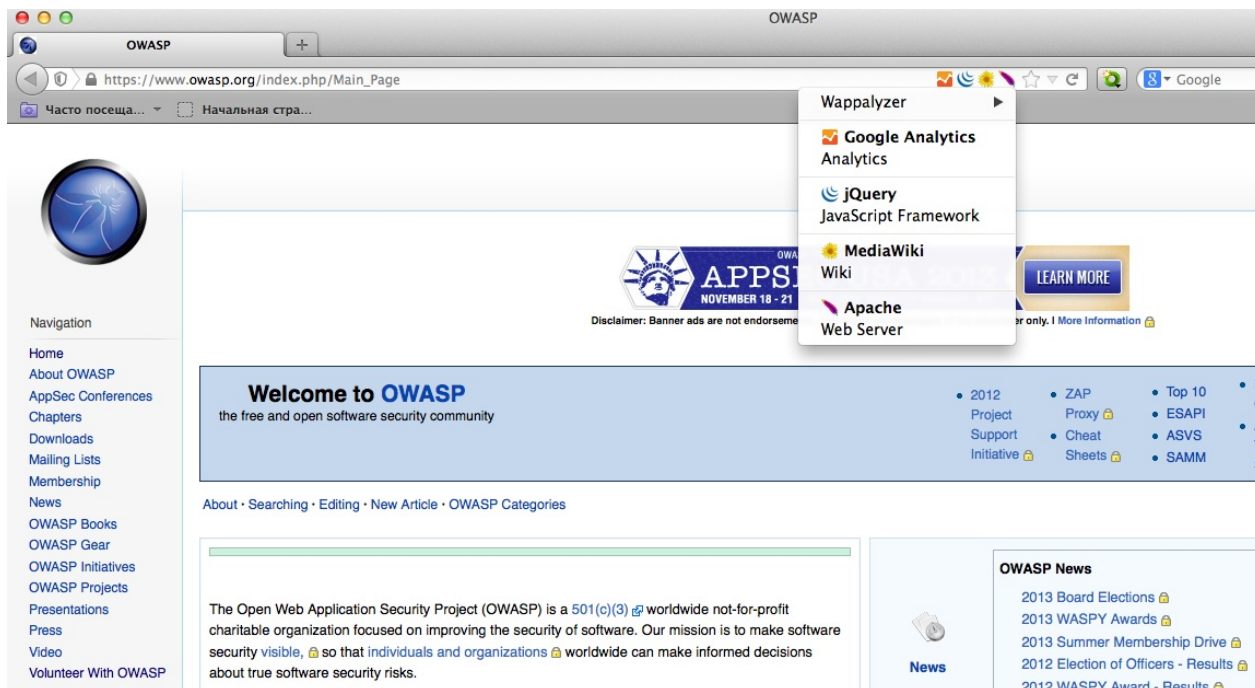 OWASP
OWASP
https://www.owasp.org/index.php/Main_Page
Google
Часто посеща...
Начальная стра...
Wappalyzer
Google Analytics
Analytics
jQuery
JavaScript Framework
MediaWiki
Wiki
Apache
Web Server
OWA
APPS
2013
NOVEMBER 18 - 21
LEARN MORE
Disclaimer: Banner ads are not endorseme
er only. I More Information
Navigation
Home
About OWASP
AppSec Conferences
Chapters
Downloads
Mailing Lists
Membership
News
OWASP Books
OWASP Gear
OWASP Initiatives
OWASP Projects
Presentations
Press
Video
Volunteer With OWASP
Welcome to OWASP
the free and open software security community
• 2012
Project
Support
Initiative
• ZAP
Proxy
• Cheat
Sheets
• Top 10
• ESAPI
• ASVS
• SAMM
About · Searching · Editing · New Article · OWASP Categories
The Open Web Application Security Project (OWASP) is a 501(c)(3) worldwide not-for-profit
charitable organization focused on improving the security of software. Our mission is to make software
security visible, so that individuals and organizations worldwide can make informed decisions
about true software security risks.
News
OWASP News
2013 Board Elections
2013 WASPY Awards
2013 Summer Membership Drive
2012 Election of Officers - Results
2012 WASPY Award - Results